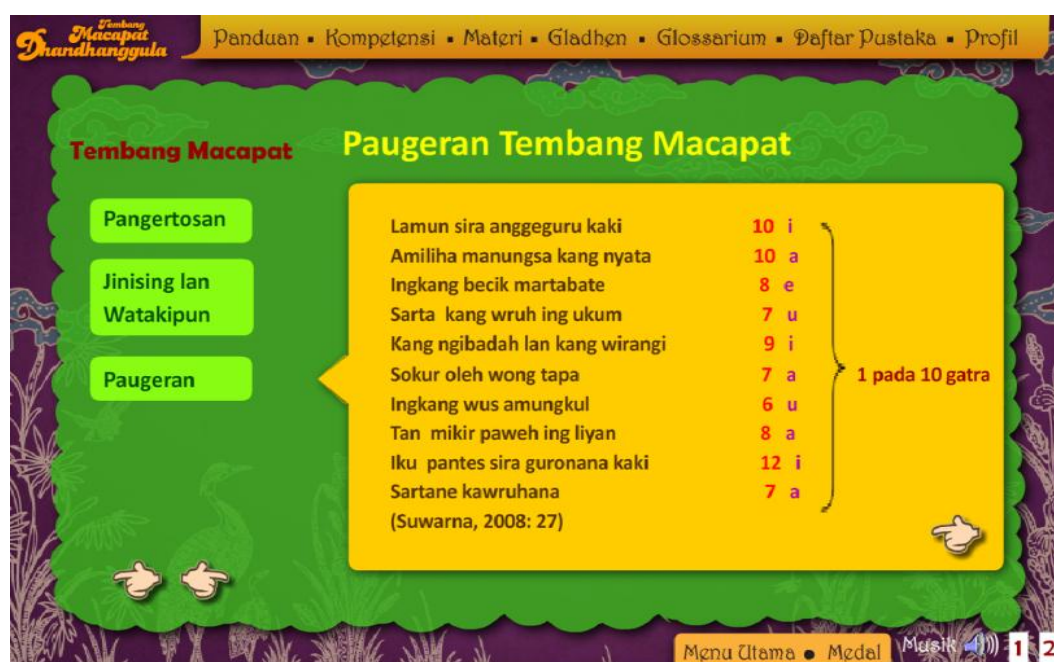 Tembang
Macapat
Dhandhanggula
Panduan ▪ Kompetensi ▪ Materi ▪ Gladhen ▪ Glossarium ▪ Daftar Pustaka ▪ Profil
Tembang Macapat
Paugeran Tembang Macapat
Pangertosan
Jinising lan
Watakipun
Paugeran
Lamun sira anggeguru kaki 10 i
Amiliha manungsa kang nyata 10 a
Ingkang becik martabate 8 e
Sarta kang wruh ing ukum 7 u
Kang ngibadah lan kang wirangi 9 i
Sokur oleh wong tapa 7 a
Ingkang wus amungkul 6 u
Tan mikir paweh ing liyan 8 a
Iku pantes sira guronana kaki 12 i
Sartane kawruhana 7 a
(Suwarna, 2008: 27)
1 pada 10 gatra
Menu Utama ● Medal
Musik
1 2